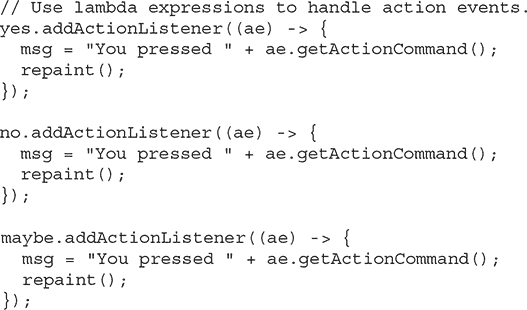 // Use lambda expressions to handle action events.
yes.addActionListener((ae) -> {
  msg = "You pressed " + ae.getActionCommand();
  repaint();
});

no.addActionListener((ae) -> {
  msg = "You pressed " + ae.getActionCommand();
  repaint();
});

maybe.addActionListener((ae) -> {
  msg = "You pressed " + ae.getActionCommand();
  repaint();
});